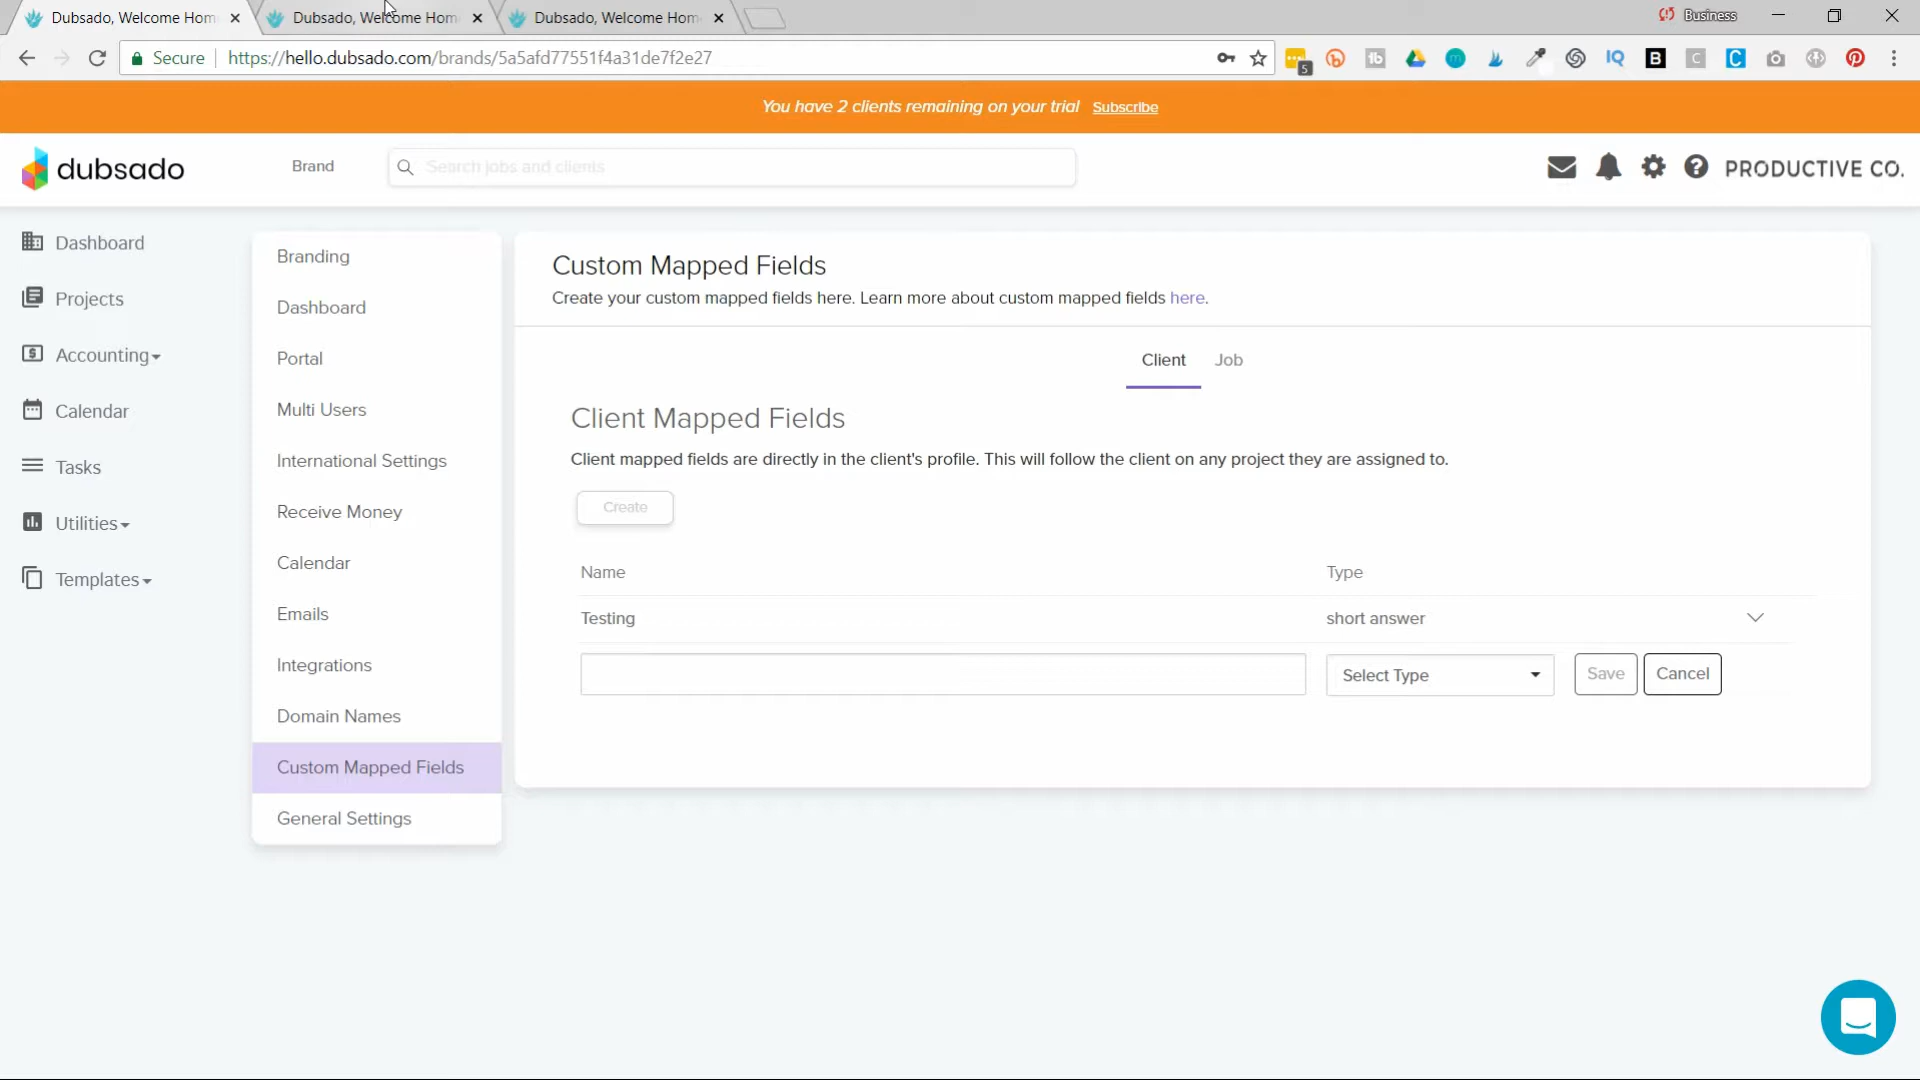 Dubsado, Welcome Hom
Dubsado, Welcome Hom
Dubsado, Welcome Hom
Business
Secure
https://hello.dubsado.com/brands/5a5afd77551f4a31de7f2e27
5
tb
IQ
B
C
C
You have 2 clients remaining on your trial Subscribe
dubsado
Brand
Search jobs and clients
PRODUCTIVE CO.
Dashboard
Projects
Accounting
Calendar
Tasks
Utilities
Templates
Branding
Dashboard
Portal
Multi Users
International Settings
Receive Money
Calendar
Emails
Integrations
Domain Names
Custom Mapped Fields
General Settings
Custom Mapped Fields
Create your custom mapped fields here. Learn more about custom mapped fields here.
Client Job
Client Mapped Fields
Client mapped fields are directly in the client's profile. This will follow the client on any project they are assigned to.
Create
Name Type
Testing short answer
Select Type Save Cancel